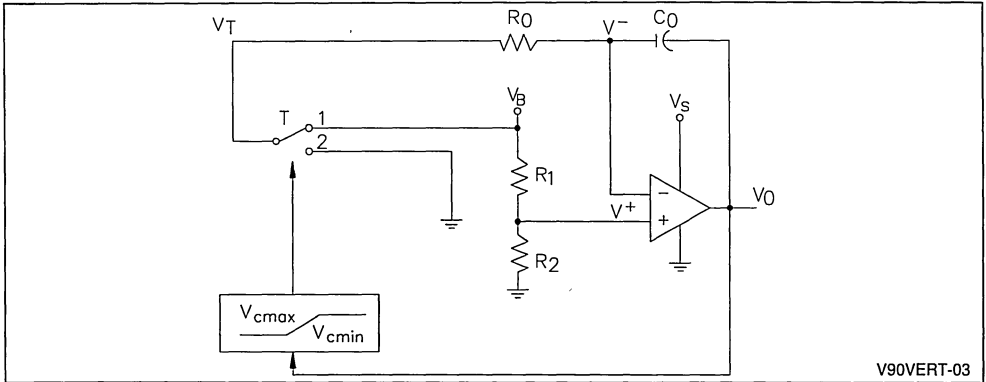 VT
R0
V−
C0
VB
VS
T
1
2
R1
V+
−
+
V0
R2
Vcmax
Vcmin
V90VERT-03